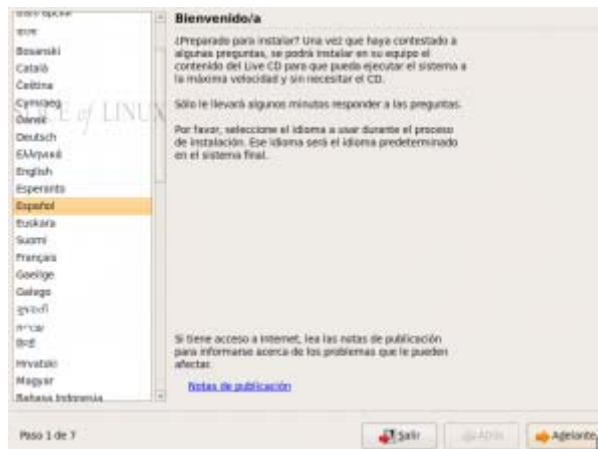 Bienvenido/a
¿Preparado para instalar? Una vez que haya contestado a
algunas preguntas, se podrá instalar en su equipo el
contenido del Live CD para que pueda ejecutar el sistema a
la máxima velocidad y sin necesitar el CD.
Sólo le llevará algunos minutos responder a las preguntas.
Por favor, seleccione el idioma a usar durante el proceso
de instalación. Ese idioma será el idioma predeterminado
en el sistema final.
Bosanski
Català
Čeština
Cymraeg
Dansk
Deutsch
Ελληνικά
English
Esperanto
Español
Euskara
Suomi
Français
Gaeilge
Galego
ગુજરાતી
עברית
हिन्दी
Hrvatski
Magyar
Bahasa Indonesia
of LINUX
Si tiene acceso a Internet, lea las notas de publicación
para informarse acerca de los problemas que le pueden
afectar.
Notas de publicación
Paso 1 de 7
Salir
Atrás
Adelante